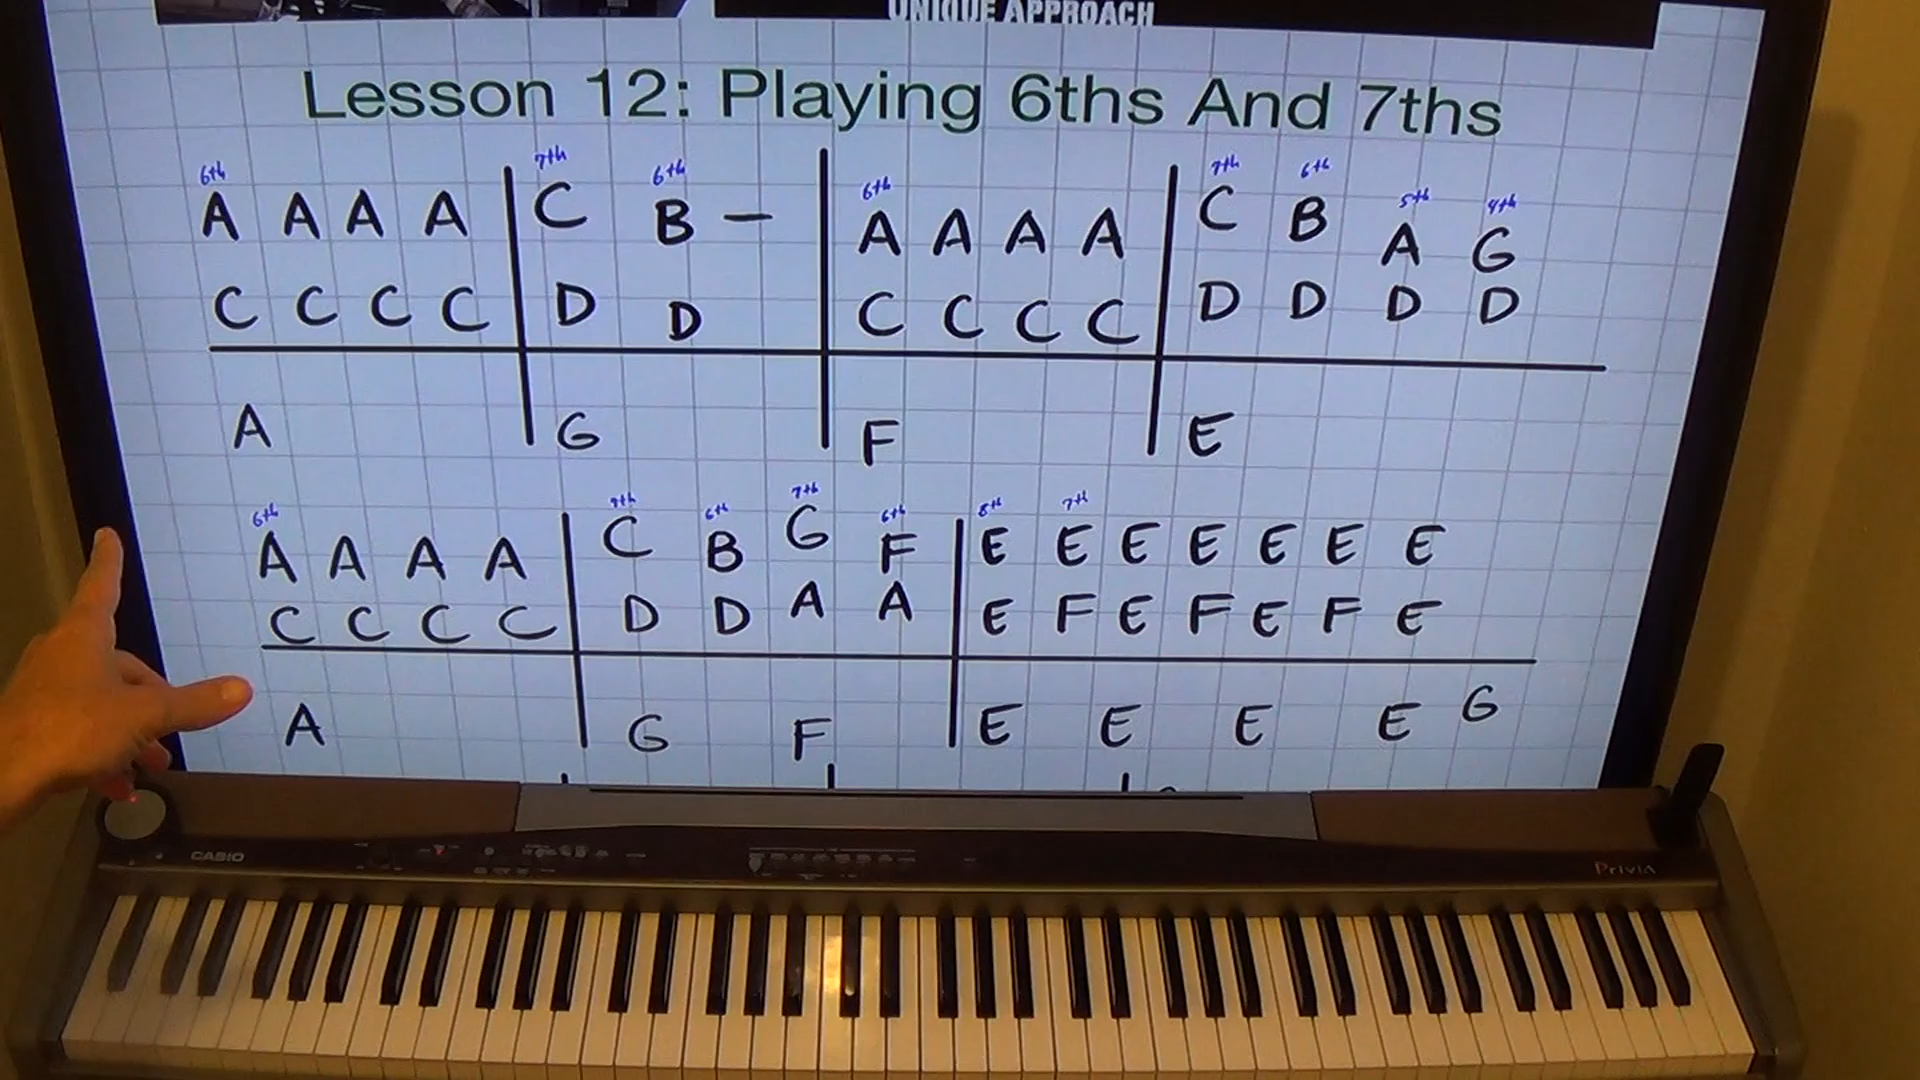 UNIQUE APPROACH
Lesson 12: Playing 6ths And 7ths
6th 7th 6th 6th 7th 6th 5th 4th
A A A A C B – A A A A C B A G
C C C C D D C C C C D D D D
A G F E
6th 7th 6th 7th 6th 8th 7th
A A A A C B G F E E E E E E E
C C C C D D A A E F E F E F E
A G F E E E E G
CASIO
Privia